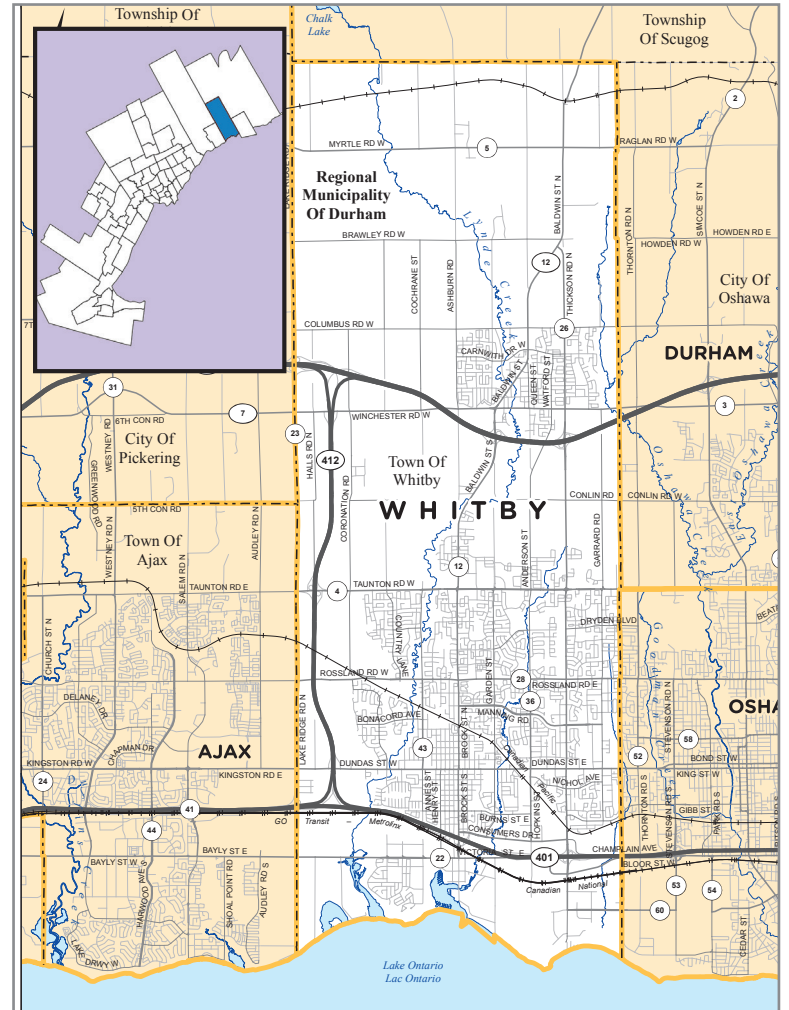 Township Of
Chalk
Lake
Township
Of Scugog
2
MYRTLE RD W
5
RAGLAN RD W
Regional
Municipality
Of Durham
Lynde Creek
BALDWIN ST N
THORNTON RD N
SIMCOE ST N
BRAWLEY RD W
HOWDEN RD W
HOWDEN RD E
12
COCHRANE ST
ASHBURN RD
THICKSON RD N
City Of
Oshawa
COLUMBUS RD W
26
CARNWITH DR W
DURHAM
BALDWIN ST
QUEEN ST
WATFORD ST
31
7
6TH CON RD
WINCHESTER RD W
3
23
City Of
Pickering
WESTNEY RD
GREENWOOD RD
HALLS RD N
412
Town Of
Whitby
BALDWIN ST S
CORONATION RD
CONLIN RD
CONLIN RD W
Oshawa Creek
5TH CON RD
WHITBY
Town Of
Ajax
WESTNEY RD N
SALEM RD N
AUDLEY RD N
12
ANDERSON ST
GARRARD RD
TAUNTON RD E
4
TAUNTON RD W
CHURCH ST N
COUNTRY LANE
DRYDEN BLVD
ROSSLAND RD W
28
ROSSLAND RD E
GARDEN ST
36
MANNING RD
DELANEY DR
LAKE RIDGE RD N
BONACORD AVE
BROCK ST N
STEVENSON RD N
CHAPMAN DR
AJAX
43
58
52
KINGSTON RD W
KINGSTON RD E
DUNDAS ST W
DUNDAS ST E
BOND ST W
KING ST W
24
NICHOL AVE
Canadian Pacific
41
ANNES ST
HENRY ST
BROCK ST S
HOPKINS ST
THORNTON RD S
STEVENSON RD S
GIBB ST
PARK RD S
GO Transit - Metrolinx
BURNS ST E
CONSUMERS DR
44
BAYLY ST W
BAYLY ST E
22
VICTORIA ST E
401
CHAMPLAIN AVE
BLOOR ST W
Canadian National
HARWOOD AVE S
SHOAL POINT RD
AUDLEY RD S
53
54
60
CEDAR ST
LAKE DRWY W
Lake Ontario
Lac Ontario